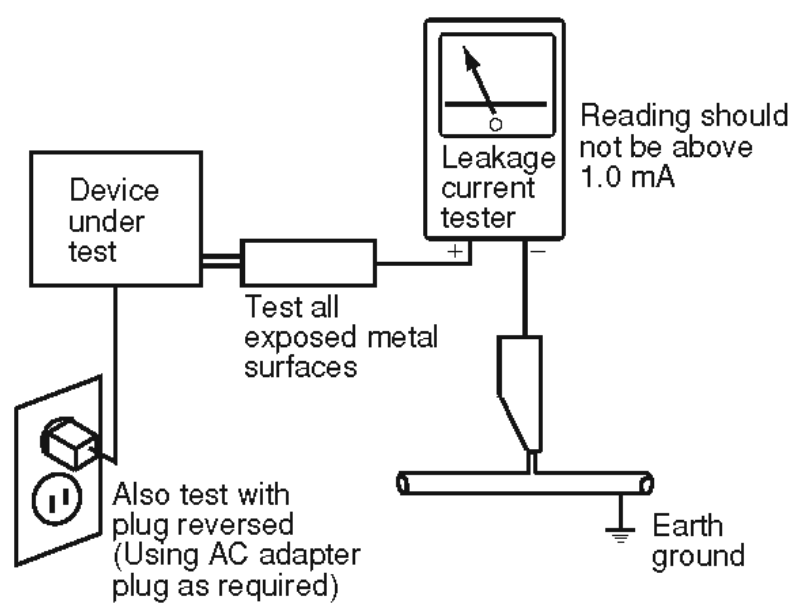 Device
under
test
Leakage
current
tester
+
−
Reading should
not be above
1.0 mA
Test all
exposed metal
surfaces
Also test with
plug reversed
(Using AC adapter
plug as required)
Earth
ground